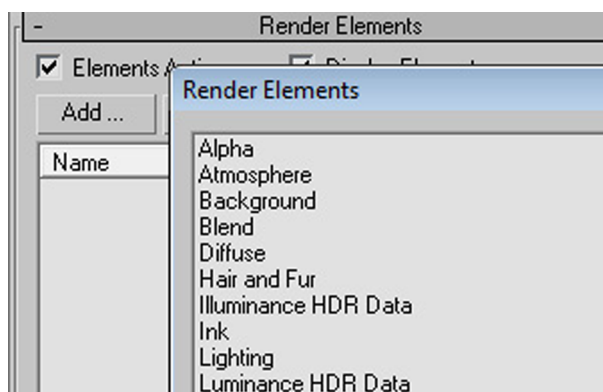 - Render Elements
Elements
Add ...
Name
Render Elements
Alpha
Atmosphere
Background
Blend
Diffuse
Hair and Fur
Illuminance HDR Data
Ink
Lighting
Luminance HDR Data